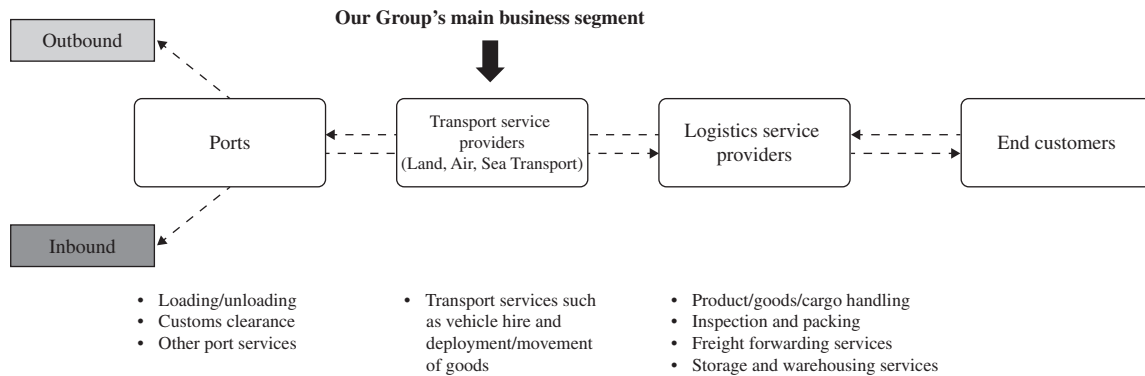 Our Group’s main business segment
Outbound
Ports
Transport service
providers
(Land, Air, Sea Transport)
Logistics service
providers
End customers
Inbound
• Loading/unloading
• Customs clearance
• Other port services
• Transport services such
as vehicle hire and
deployment/movement
of goods
• Product/goods/cargo handling
• Inspection and packing
• Freight forwarding services
• Storage and warehousing services